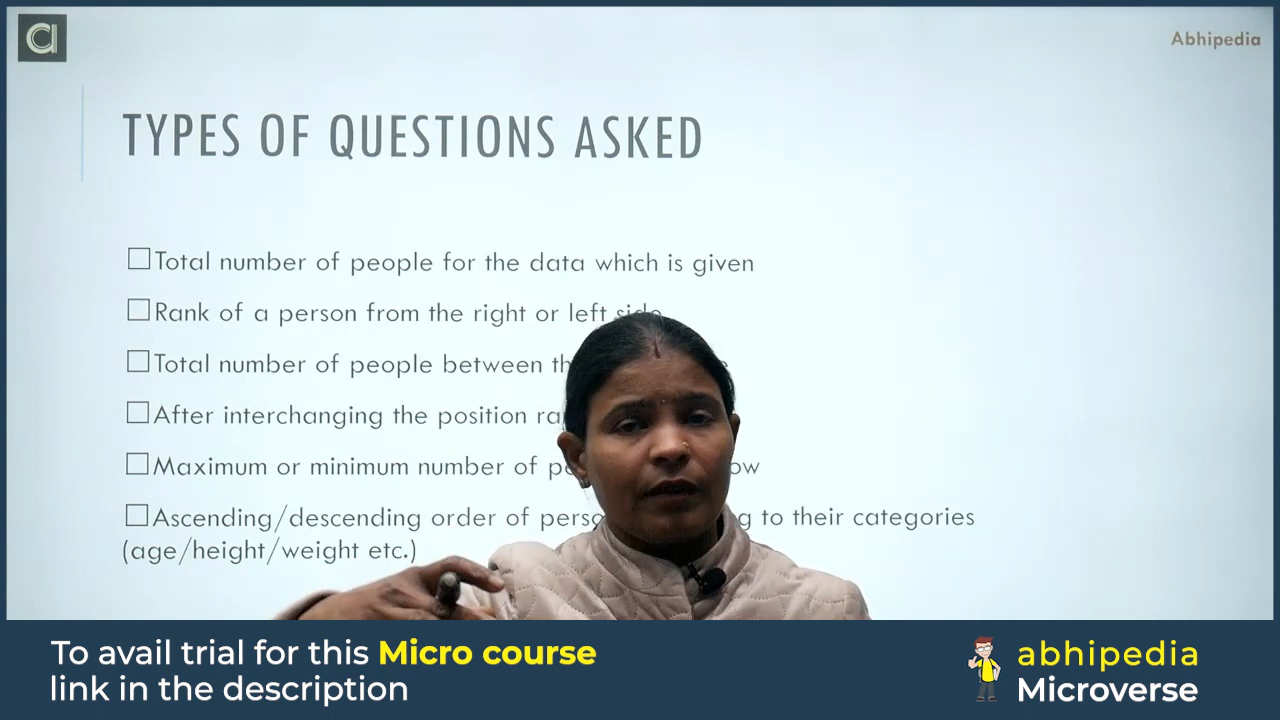 Abhipedia
TYPES OF QUESTIONS ASKED
☐Total number of people for the data which is given
☐Rank of a person from the right or left side
☐Total number of people between
☐After interchanging the position
☐Maximum or minimum number of
☐Ascending/descending order of to their categories
(age/height/weight etc.)
To avail trial for this Micro course
link in the description
abhipedia
Microverse